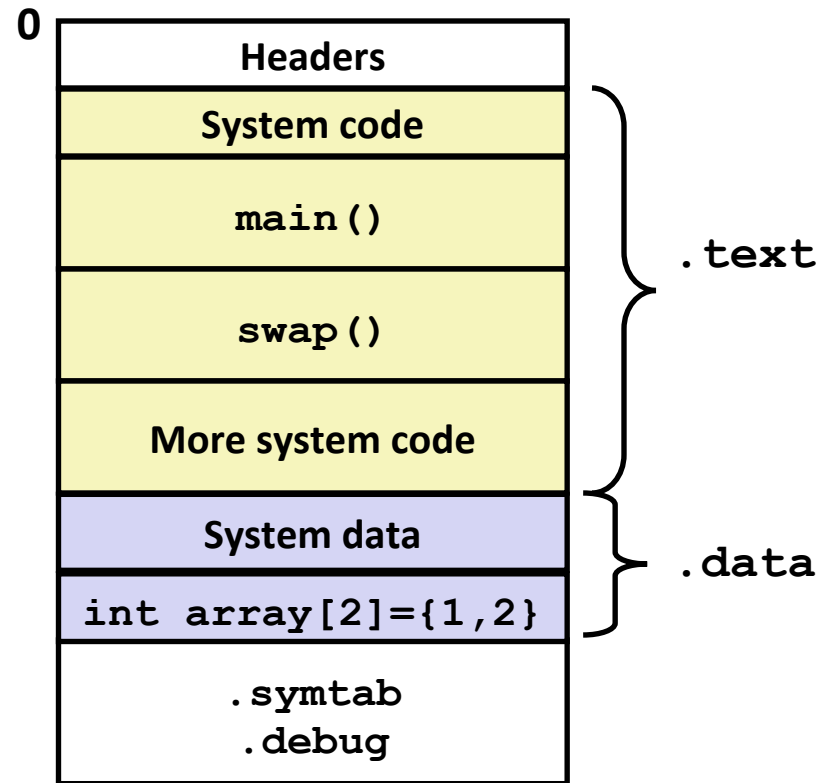 0
Headers
System code
main()
swap()
More system code
.text
System data
int array[2]={1,2}
.data
.symtab
.debug